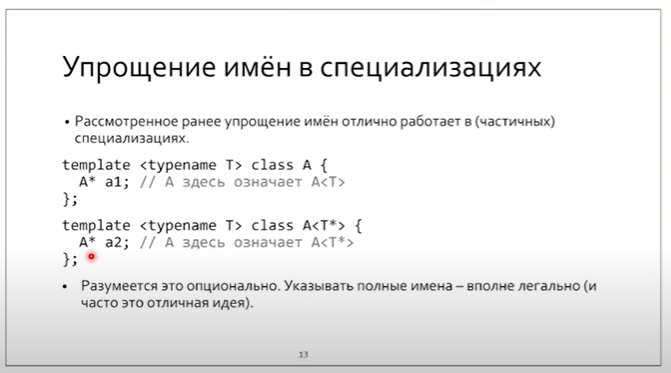 Упрощение имён в специализациях
• Рассмотренное ранее упрощение имён отлично работает в (частичных)
специализациях.
template <typename T> class A {
A* a1; // A здесь означает A<T>
};
template <typename T> class A<T*> {
A* a2; // A здесь означает A<T*>
};
• Разумеется это опционально. Указывать полные имена – вполне легально (и
часто это отличная идея).
13